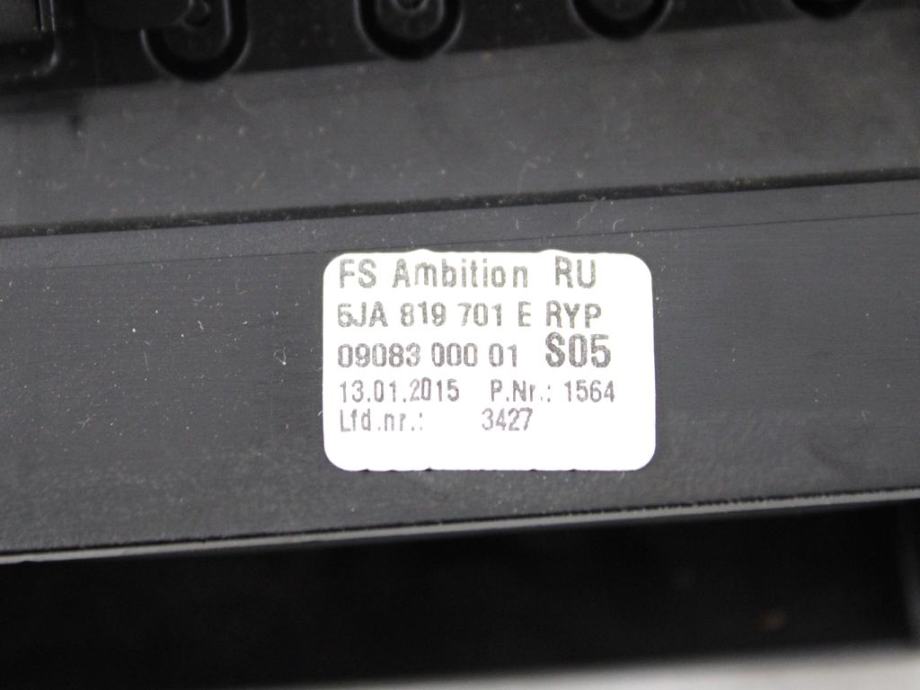 FS Ambition RU
5JA 819 701 E RYP
09083 000 01 S05
13.01.2015 P.Nr.: 1564
Lfd.nr.: 3427